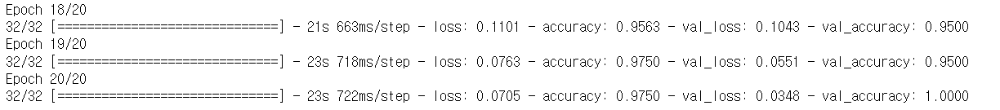 Epoch 18/20
32/32 [==============================] - 21s 663ms/step - loss: 0.1101 - accuracy: 0.9563 - val_loss: 0.1043 - val_accuracy: 0.9500
Epoch 19/20
32/32 [==============================] - 23s 718ms/step - loss: 0.0763 - accuracy: 0.9750 - val_loss: 0.0551 - val_accuracy: 0.9500
Epoch 20/20
32/32 [==============================] - 23s 722ms/step - loss: 0.0705 - accuracy: 0.9750 - val_loss: 0.0348 - val_accuracy: 1.0000